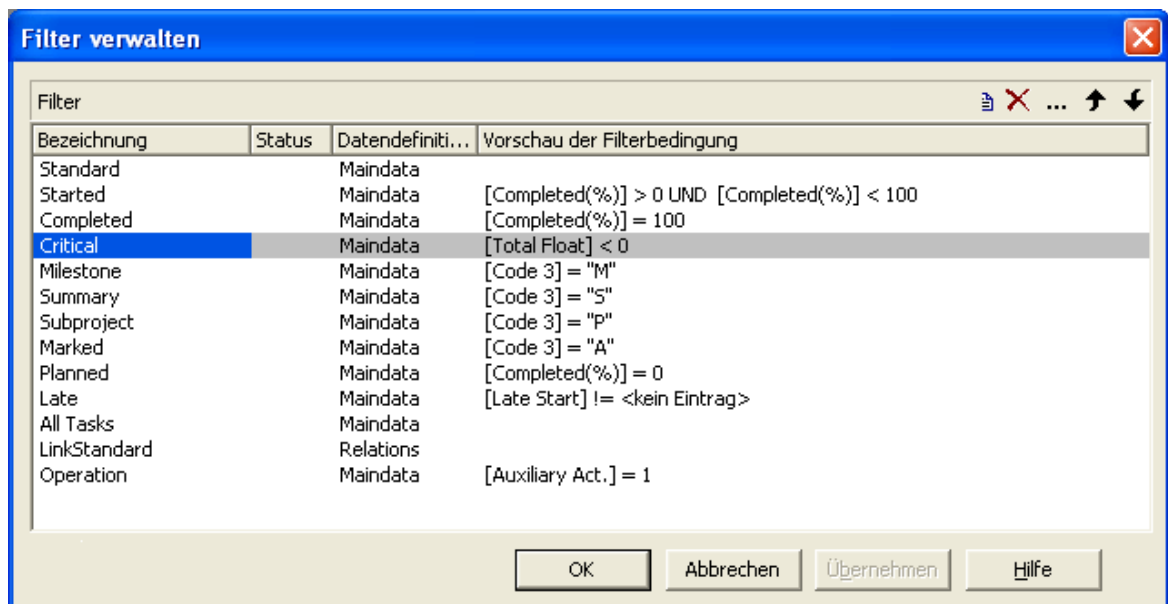 Filter verwalten
Filter
Bezeichnung Status Datendefiniti... Vorschau der Filterbedingung
Standard Maindata
Started Maindata [Completed(%)] > 0 UND [Completed(%)] < 100
Completed Maindata [Completed(%)] = 100
Critical Maindata [Total Float] < 0
Milestone Maindata [Code 3] = "M"
Summary Maindata [Code 3] = "S"
Subproject Maindata [Code 3] = "P"
Marked Maindata [Code 3] = "A"
Planned Maindata [Completed(%)] = 0
Late Maindata [Late Start] != <kein Eintrag>
All Tasks Maindata
LinkStandard Relations
Operation Maindata [Auxiliary Act.] = 1
OK Abbrechen Übernehmen Hilfe